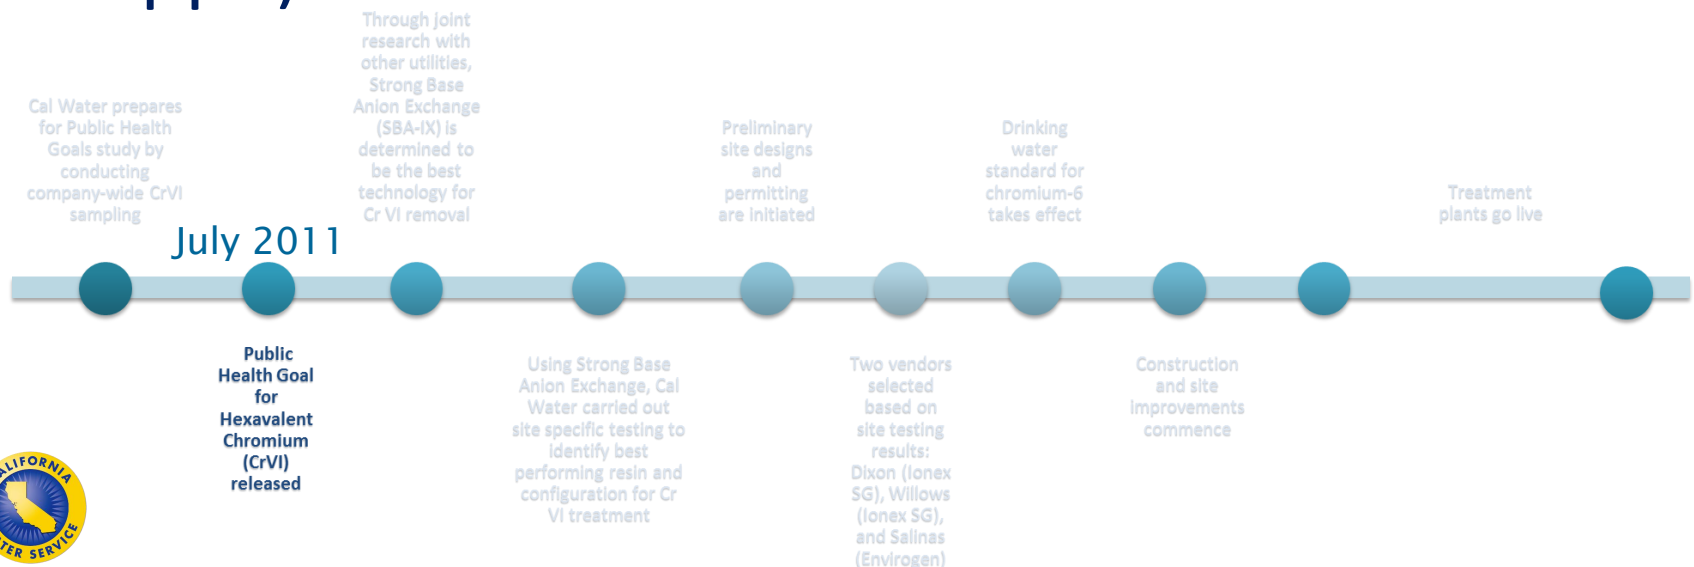 Through joint
research with
other utilities,
Strong Base
Anion Exchange
(SBA-IX) is
determined to
be the best
technology for
Cr VI removal
Cal Water prepares
for Public Health
Goals study by
conducting
company-wide CrVI
sampling
Preliminary
site designs
and
permitting
are initiated
Drinking
water
standard for
chromium-6
takes effect
Treatment
plants go live
July 2011
Public
Health Goal
for
Hexavalent
Chromium
(CrVI)
released
Using Strong Base
Anion Exchange, Cal
Water carried out
site specific testing to
identify best
performing resin and
configuration for Cr
VI treatment
Two vendors
selected
based on
site testing
results:
Dixon (Ionex
SG), Willows
(Ionex SG),
and Salinas
(Envirogen)
Construction
and site
improvements
commence
ALIFORNIA
TER SERVIC